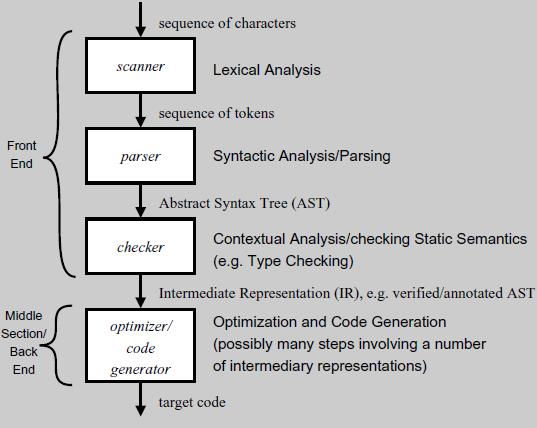 sequence of characters
scanner
Lexical Analysis
sequence of tokens
Front
End
parser
Syntactic Analysis/Parsing
Abstract Syntax Tree (AST)
checker
Contextual Analysis/checking Static Semantics
(e.g. Type Checking)
Intermediate Representation (IR), e.g. verified/annotated AST
Middle
Section/
Back
End
optimizer/
code
generator
Optimization and Code Generation
(possibly many steps involving a number
of intermediary representations)
target code